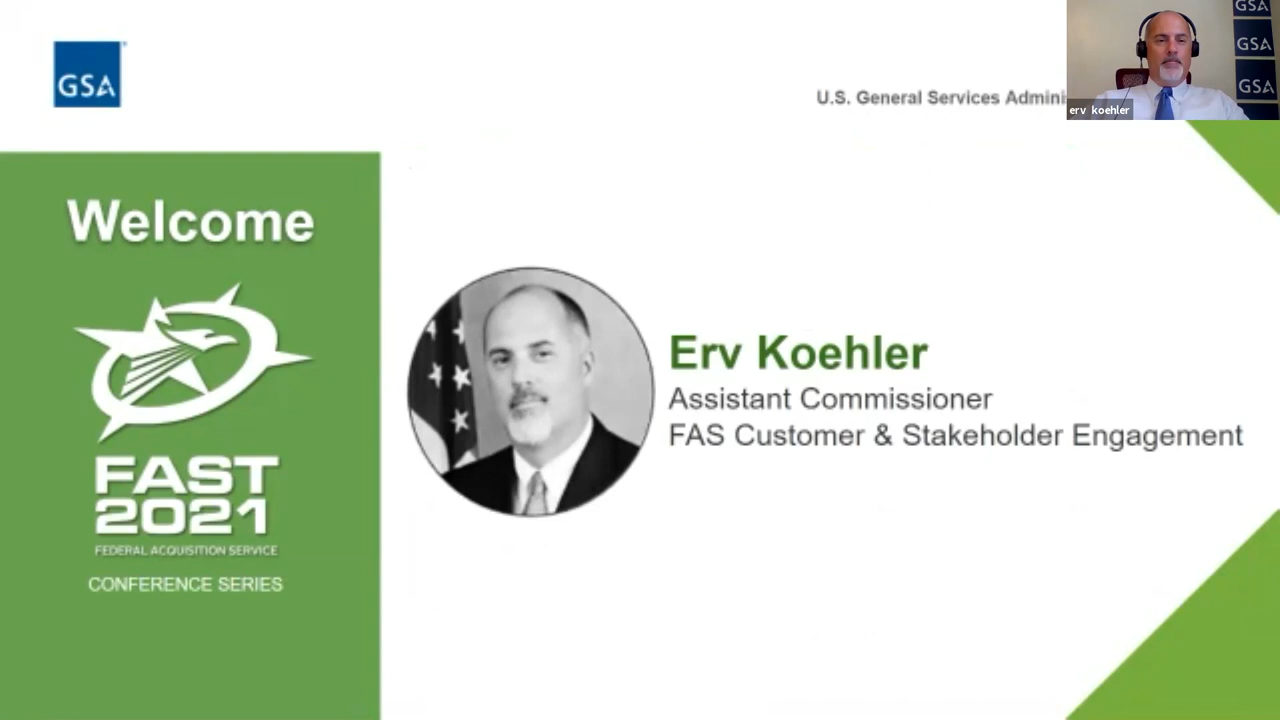 GSA
U.S. General Services Admini
GSA
GSA
GSA
erv koehler
Welcome
FAST
2021
FEDERAL ACQUISITION SERVICE
CONFERENCE SERIES
Erv Koehler
Assistant Commissioner
FAS Customer & Stakeholder Engagement